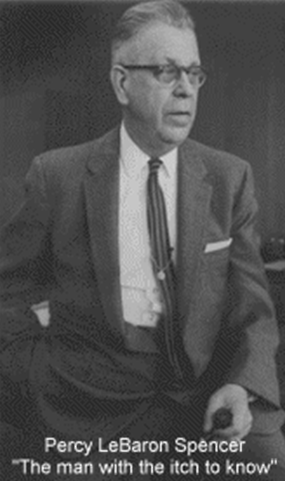 Percy LeBaron Spencer
"The man with the itch to know"